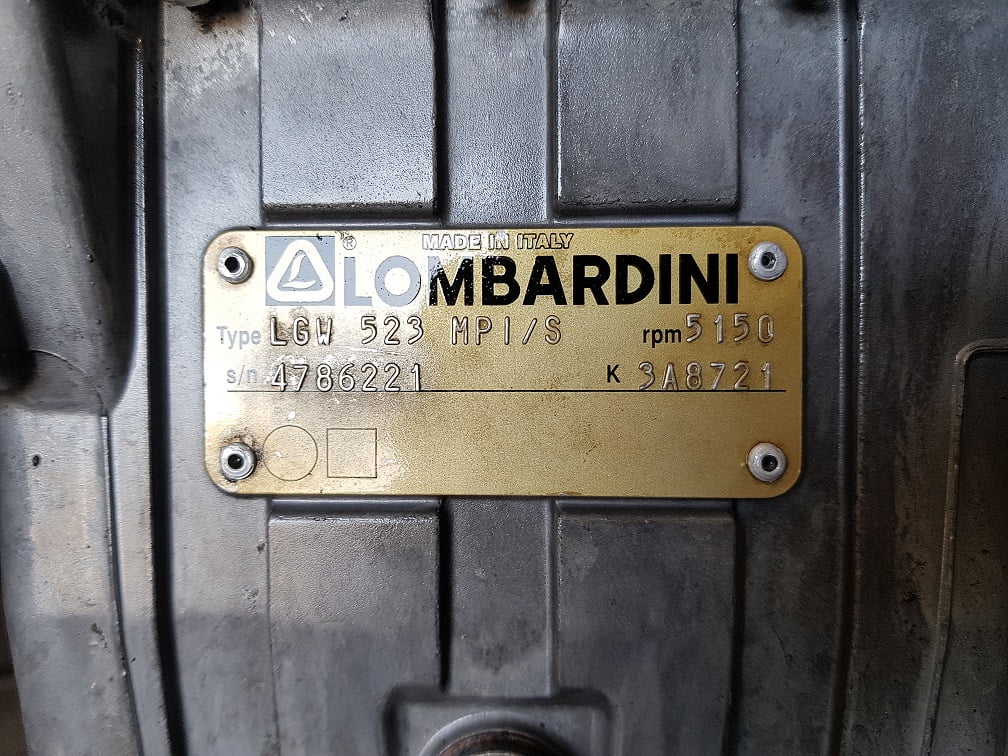 MADE IN ITALY
® LOMBARDINI
Type LGW 523 MPI/S rpm 5150
s/n 4786221 K 3A8721